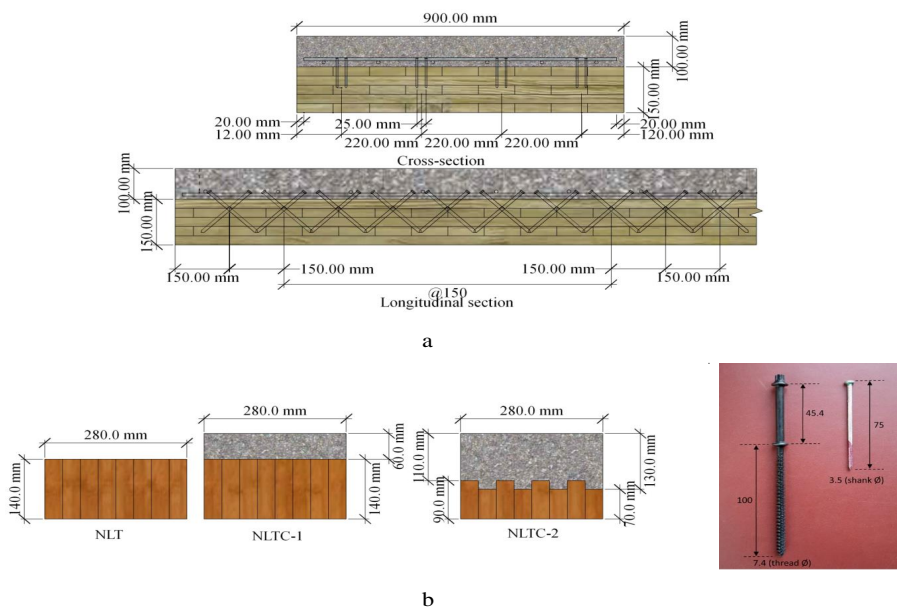 900.00 mm
100.00 mm
150.00 mm
20.00 mm
25.00 mm
20.00 mm
12.00 mm
220.00 mm
220.00 mm
220.00 mm
120.00 mm
Cross-section
100.00 mm
150.00 mm
150.00 mm
150.00 mm
150.00 mm
150.00 mm
@150
Longitudinal section
a
280.0 mm
280.0 mm
280.0 mm
140.0 mm
60.0 mm
140.0 mm
110.0 mm
90.0 mm
130.0 mm
70.0 mm
NLT
NLTC-1
NLTC-2
45.4
75
3.5 (shank Ø)
100
7.4 (thread Ø)
b